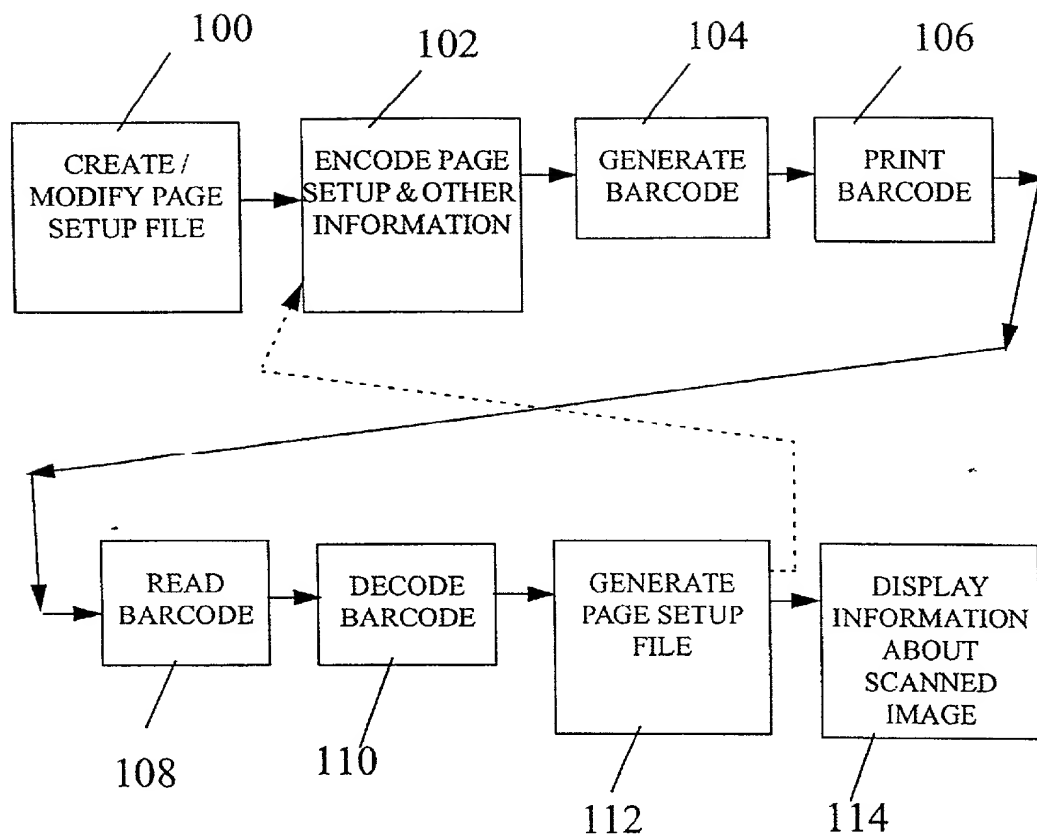 100
102
104
106
CREATE /
MODIFY PAGE
SETUP FILE
ENCODE PAGE
SETUP & OTHER
INFORMATION
GENERATE
BARCODE
PRINT
BARCODE
READ
BARCODE
DECODE
BARCODE
GENERATE
PAGE SETUP
FILE
DISPLAY
INFORMATION
ABOUT
SCANNED
IMAGE
108
110
112
114